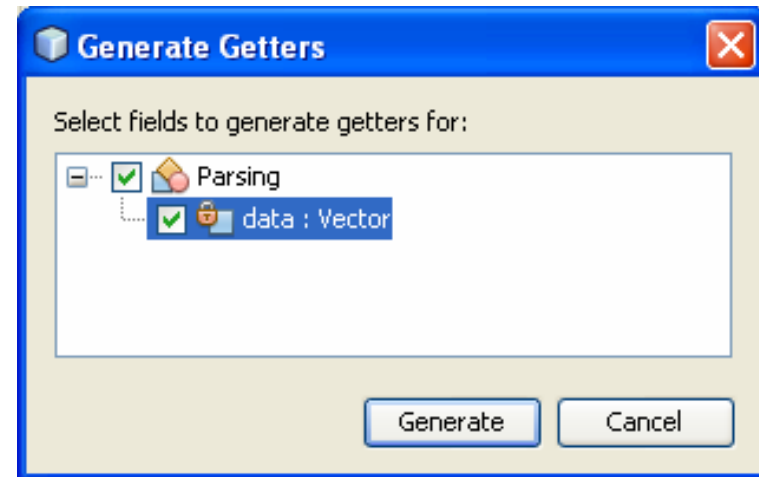 Generate Getters
Select fields to generate getters for:
Parsing
data : Vector
Generate Cancel